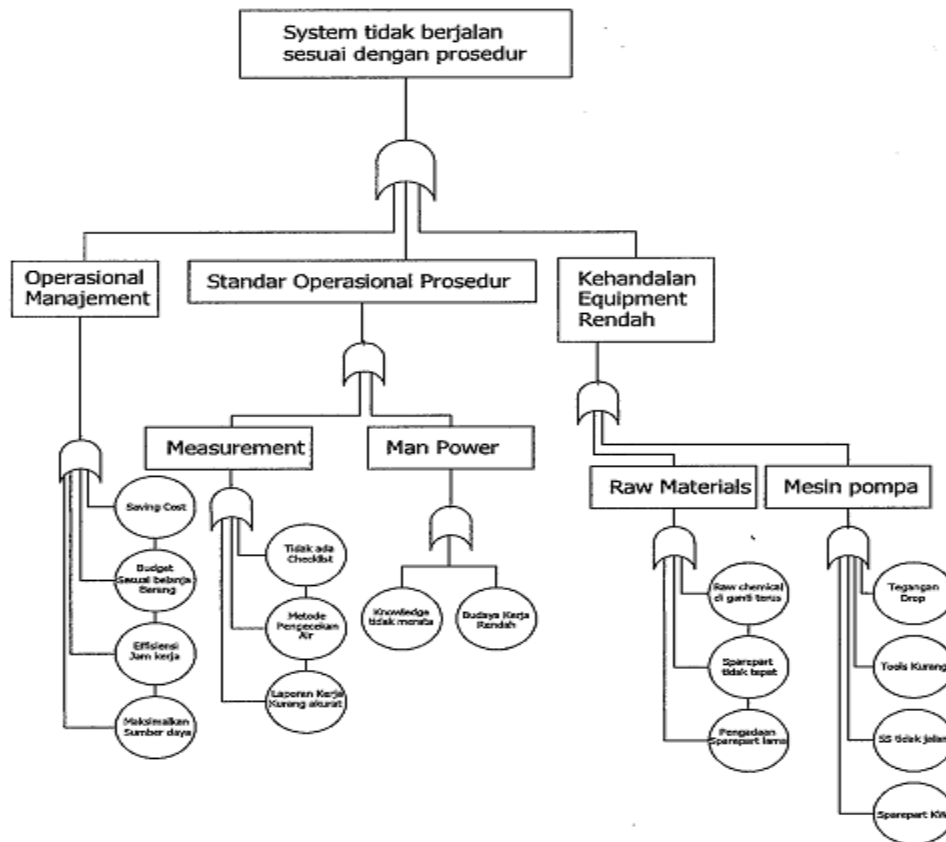 System tidak berjalan
sesuai dengan prosedur
Operasional
Manajement
Standar Operasional Prosedur
Kehandalan
Equipment
Rendah
Measurement
Man Power
Raw Materials
Mesin pompa
Saving Cost
Budget
Sesuai belanja
Barang
Effisiensi
Jam kerja
Maksimalkan
Sumber daya
Tidak ada
Checklist
Metode
Pengecekan
Air
Laporan Kerja
Kurang akurat
Knowledge
tidak merata
Budaya Kerja
Rendah
Raw chemical
di ganti terus
Sparepart
tidak tepat
Pengadaan
Sparepart lama
Tegangan
Drop
Tools Kurang
SS tidak jalan
Sparepart KW